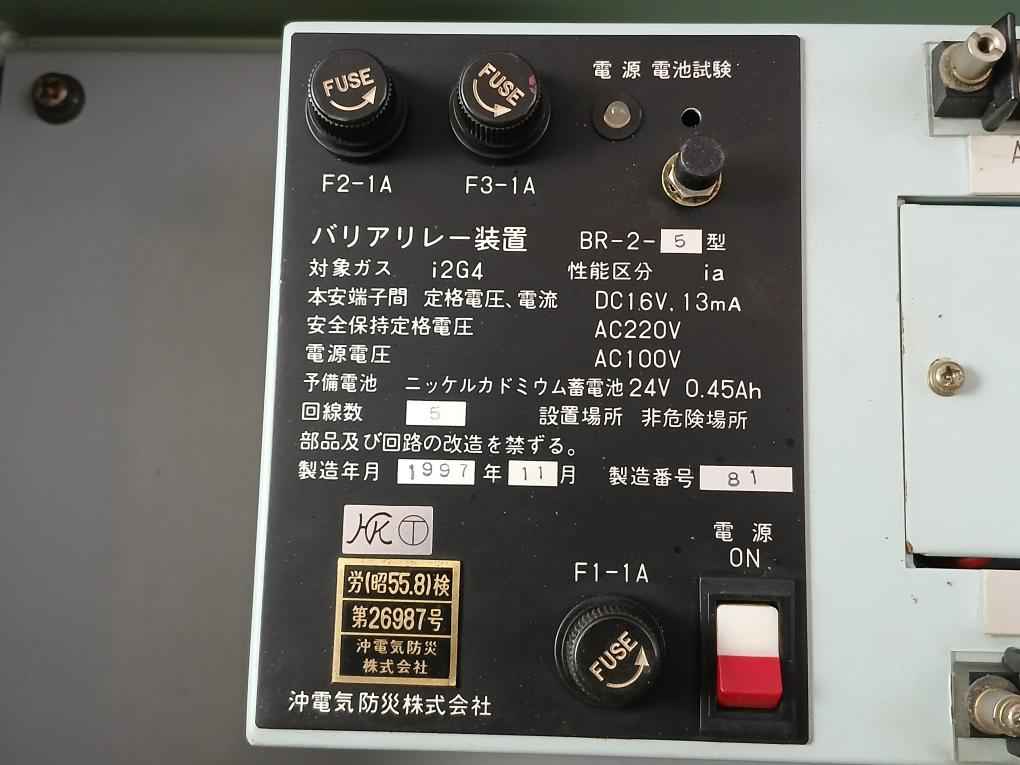 電源 電池試験
FUSE
FUSE
F2-1A
F3-1A
バリアリレー装置 BR-2-5型
対象ガス i2G4 性能区分 ia
本安端子間 定格電圧、電流 DC16V, 13mA
安全保持定格電圧 AC220V
電源電圧 AC100V
予備電池 ニッケルカドミウム蓄電池 24V 0.45Ah
回線数 5 設置場所 非危険場所
部品及び回路の改造を禁ずる。
製造年月 1997年11月 製造番号 81
HK T
電源
ON
F1-1A
FUSE
労(昭55.8)検
第26987号
沖電気防災
株式会社
沖電気防災株式会社